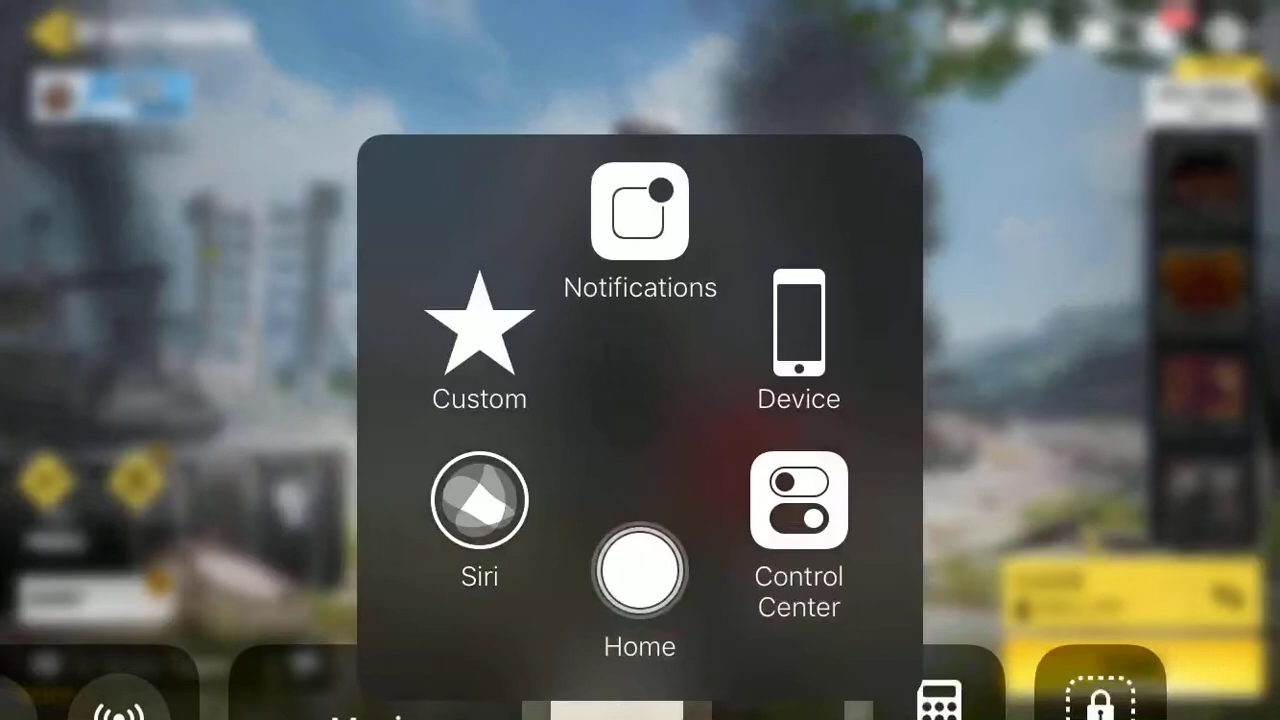 Notifications
Custom
Device
Siri
Control
Center
Home